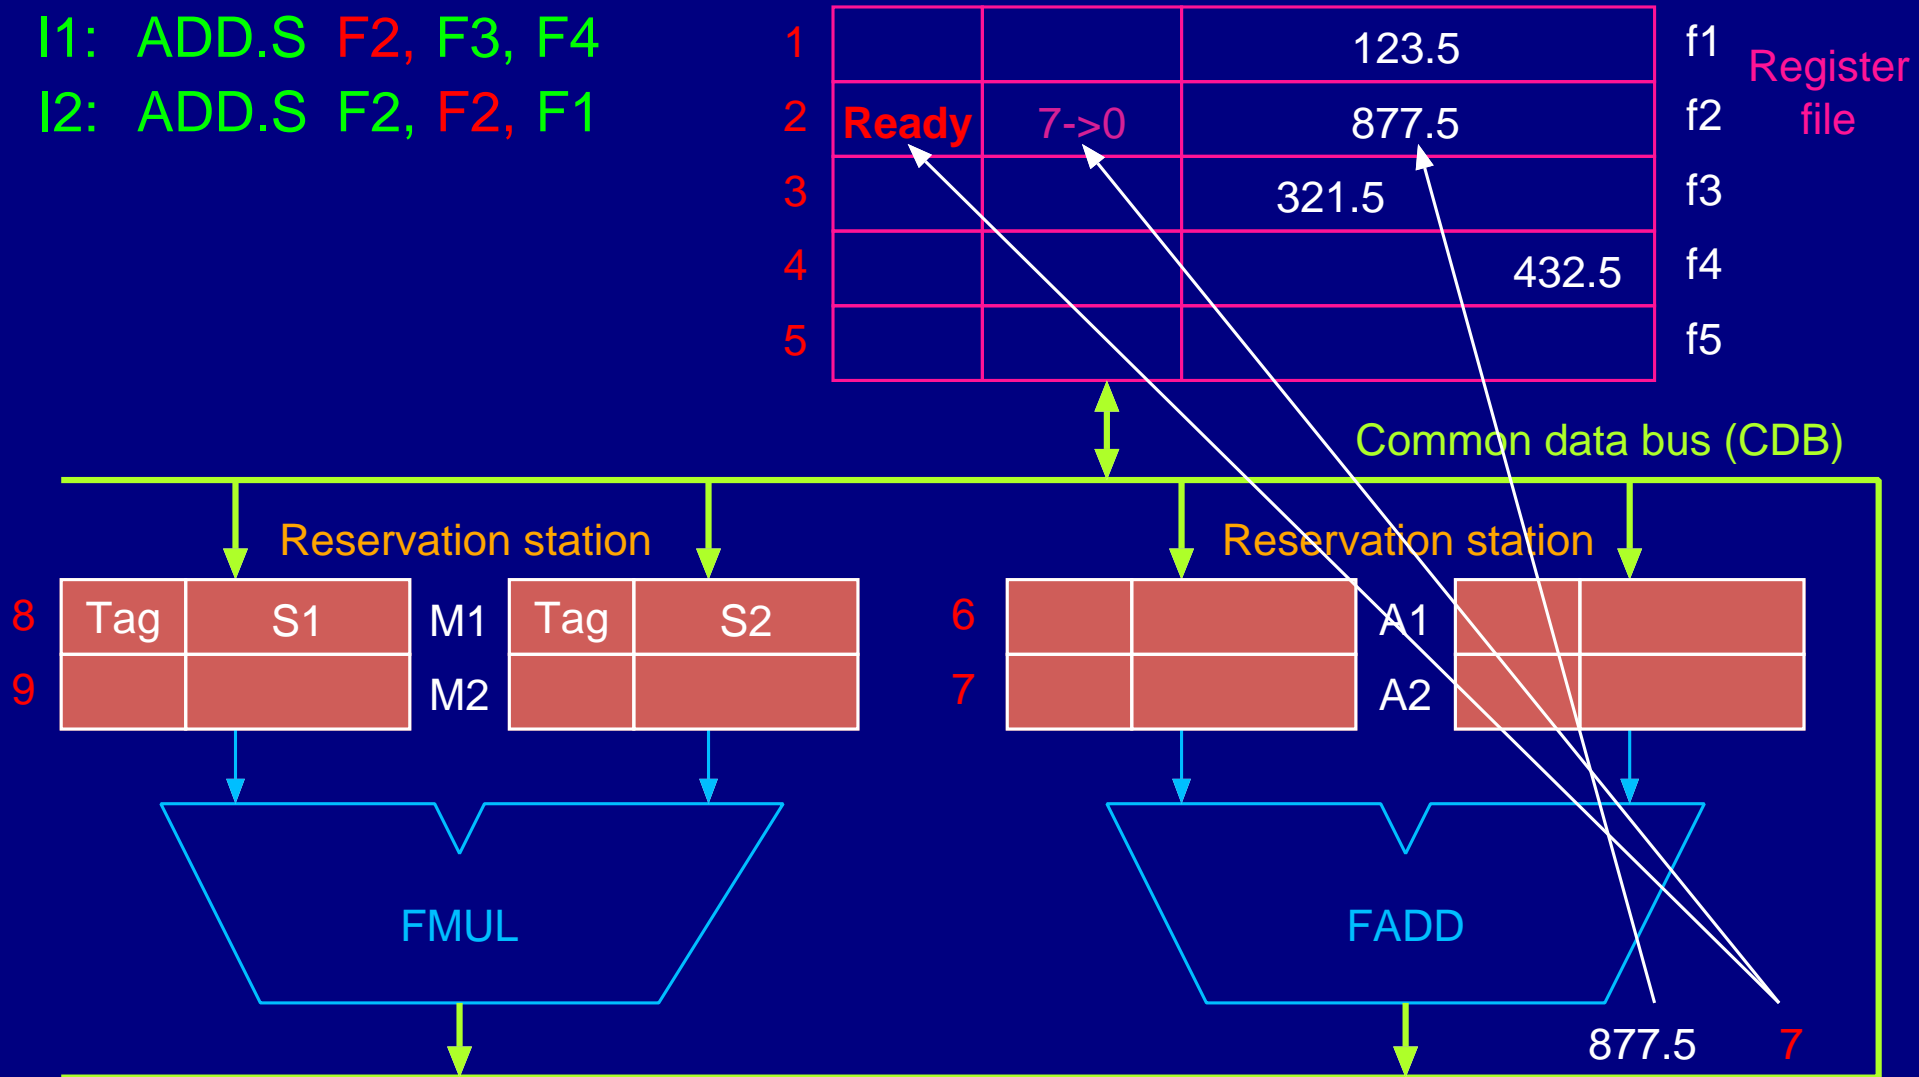 I1: ADD.S F2, F3, F4
I2: ADD.S F2, F2, F1
1 123.5 f1
2 Ready 7->0 877.5 f2
3 321.5 f3
4 432.5 f4
5 f5
Register
file
Common data bus (CDB)
Reservation station
Reservation station
8 Tag S1 M1 Tag S2
6 A1
9 M2
7 A2
FMUL
FADD
877.5 7